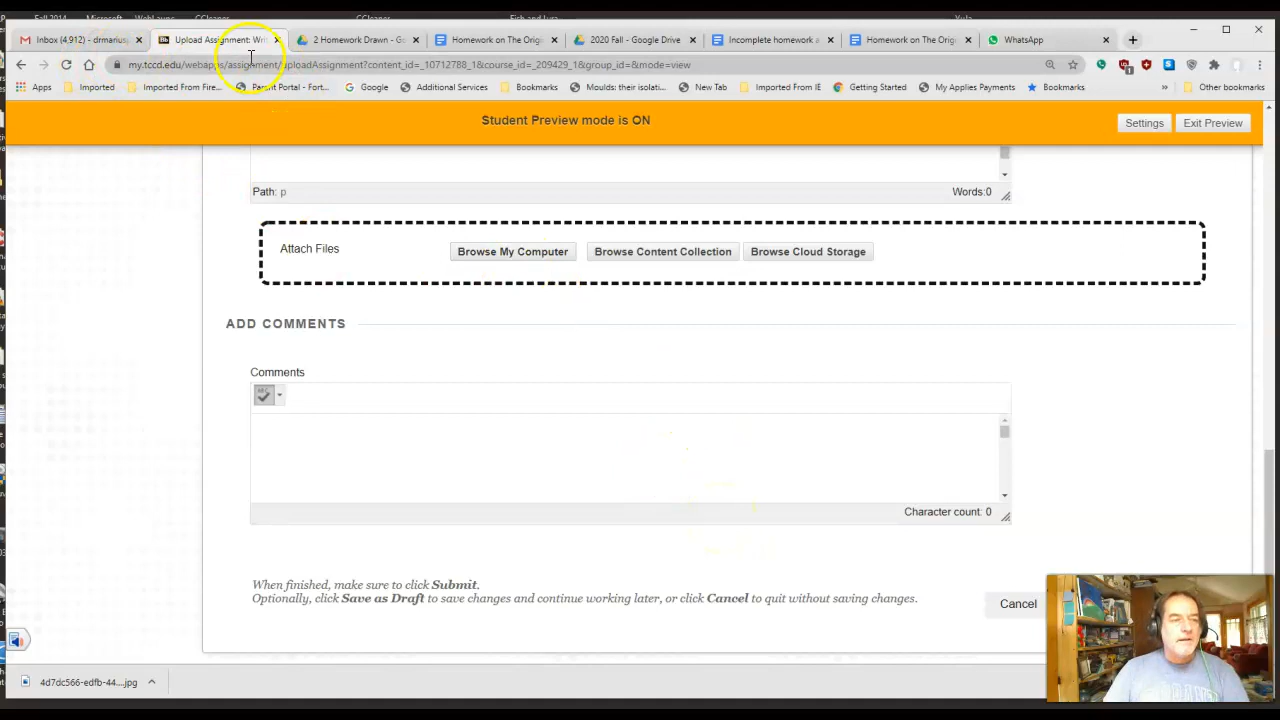 Inbox (4,912) - drmarius
Upload Assignment: Wri
2 Homework Drawn - Go
Homework on The Orig
2020 Fall - Google Drive
Incomplete homework a
Homework on The Orig
WhatsApp
my.tccd.edu/webapps/assignment/uploadAssignment?content_id=_10712788_1&course_id=_209429_1&group_id=&mode=view
Apps
Imported
Imported From Fire...
Parent Portal - Fort...
Google
Additional Services
Bookmarks
Moulds: their isolati...
New Tab
Imported From IE
Getting Started
My Applies Payments
Bookmarks
»
Other bookmarks
Student Preview mode is ON
Settings
Exit Preview
Path: p
Words:0
Attach Files
Browse My Computer
Browse Content Collection
Browse Cloud Storage
ADD COMMENTS
Comments
Character count: 0
When finished, make sure to click Submit.
Optionally, click Save as Draft to save changes and continue working later, or click Cancel to quit without saving changes.
Cancel
4d7dc566-edfb-44....jpg